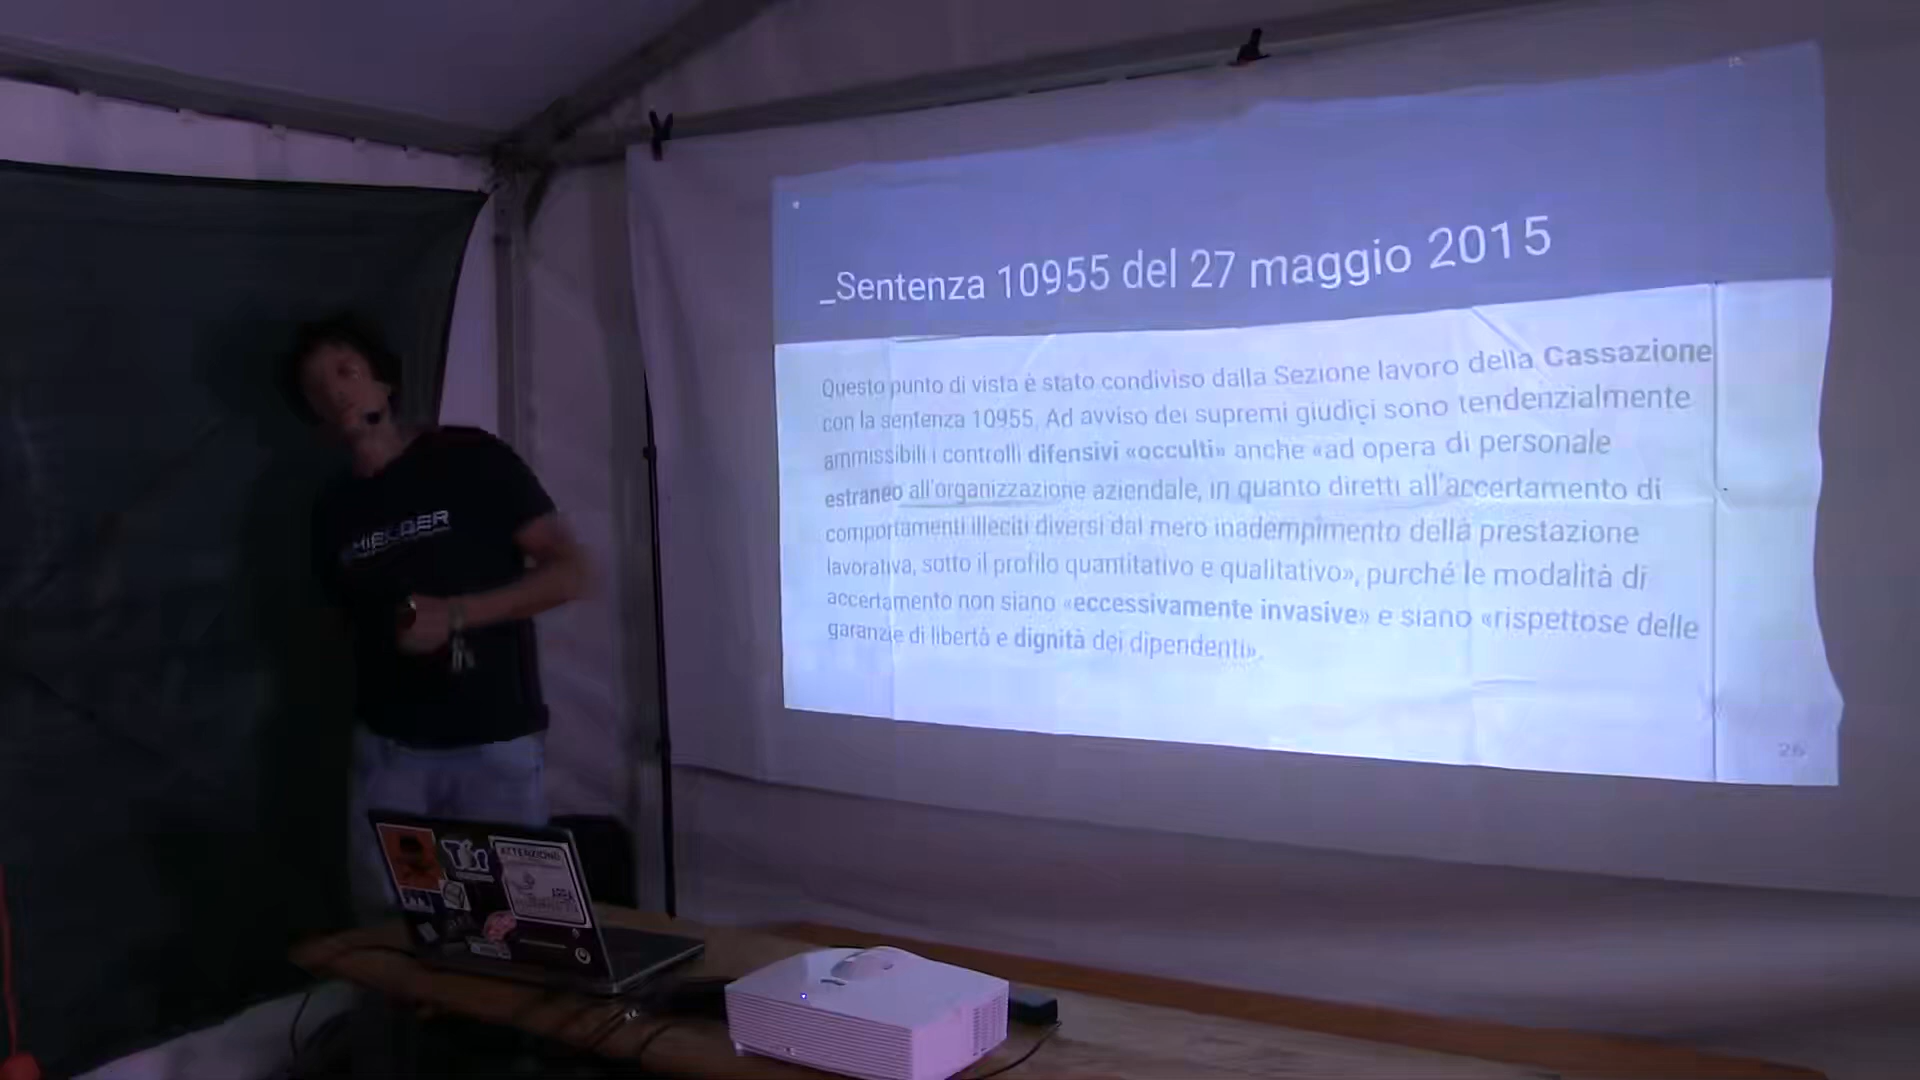 _Sentenza 10955 del 27 maggio 2015
Questo punto di vista è stato condiviso dalla Sezione lavoro della Cassazione
con la sentenza 10955. Ad avviso dei supremi giudici sono tendenzialmente
ammissibili i controlli difensivi «occulti» anche «ad opera di personale
estraneo all'organizzazione aziendale, in quanto diretti all'accertamento di
comportamenti illeciti diversi dal mero inadempimento della prestazione
lavorativa, sotto il profilo quantitativo e qualitativo», purché le modalità di
accertamento non siano «eccessivamente invasive» e siano «rispettose delle
garanzie di libertà e dignità dei dipendenti».
26
Tor
ATTENZIONE
AREA